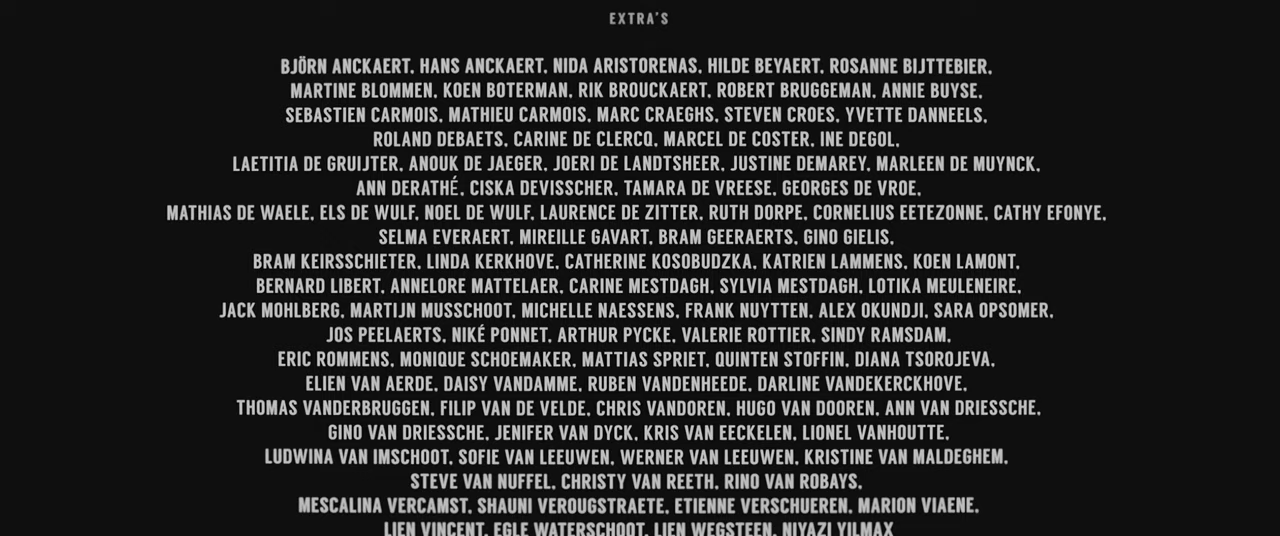 EXTRA'S
BJÖRN ANCKAERT, HANS ANCKAERT, NIDA ARISTORENAS, HILDE BEYAERT, ROSANNE BIJTTEBIER,
MARTINE BLOMMEN, KOEN BOTERMAN, RIK BROUCKAERT, ROBERT BRUGGEMAN, ANNIE BUYSE,
SEBASTIEN CARMOIS, MATHIEU CARMOIS, MARC CRAEGHS, STEVEN CROES, YVETTE DANNEELS,
ROLAND DEBAETS, CARINE DE CLERCQ, MARCEL DE COSTER, INE DEGOL,
LAETITIA DE GRUIJTER, ANOUK DE JAEGER, JOERI DE LANDTSHEER, JUSTINE DEMAREY, MARLEEN DE MUYNCK,
ANN DERATHÉ, CISKA DEVISSCHER, TAMARA DE VREESE, GEORGES DE VROE,
MATHIAS DE WAELE, ELS DE WULF, NOEL DE WULF, LAURENCE DE ZITTER, RUTH DORPE, CORNELIUS EETEZONNE, CATHY EFONYE,
SELMA EVERAERT, MIREILLE GAVART, BRAM GEERAERTS, GINO GIELIS,
BRAM KEIRSSCHIETER, LINDA KERKHOVE, CATHERINE KOSOBUDZKA, KATRIEN LAMMENS, KOEN LAMONT,
BERNARD LIBERT, ANNELORE MATTELAER, CARINE MESTDAGH, SYLVIA MESTDAGH, LOTIKA MEULENEIRE,
JACK MOHLBERG, MARTIJN MUSSCHOOT, MICHELLE NAESSENS, FRANK NUYTTEN, ALEX OKUNDJI, SARA OPSOMER,
JOS PEELAERTS, NIKÉ PONNET, ARTHUR PYCKE, VALERIE ROTTIER, SINDY RAMSDAM,
ERIC ROMMENS, MONIQUE SCHOEMAKER, MATTIAS SPRIET, QUINTEN STOFFIN, DIANA TSOROJEVA,
ELIEN VAN AERDE, DAISY VANDAMME, RUBEN VANDENHEEDE, DARLINE VANDEKERCKHOVE,
THOMAS VANDERBRUGGEN, FILIP VAN DE VELDE, CHRIS VANDOREN, HUGO VAN DOOREN, ANN VAN DRIESSCHE,
GINO VAN DRIESSCHE, JENIFER VAN DYCK, KRIS VAN EECKELEN, LIONEL VANHOUTTE,
LUDWINA VAN IMSCHOOT, SOFIE VAN LEEUWEN, WERNER VAN LEEUWEN, KRISTINE VAN MALDEGHEM,
STEVE VAN NUFFEL, CHRISTY VAN REETH, RINO VAN ROBAYS,
MESCALINA VERCAMST, SHAUNI VEROUGSTRAETE, ETIENNE VERSCHUEREN, MARION VIAENE,
LIEN VINCENT, EGLE WATERSCHOOT, LIEN WEGSTEEN, NIYAZI YILMAX